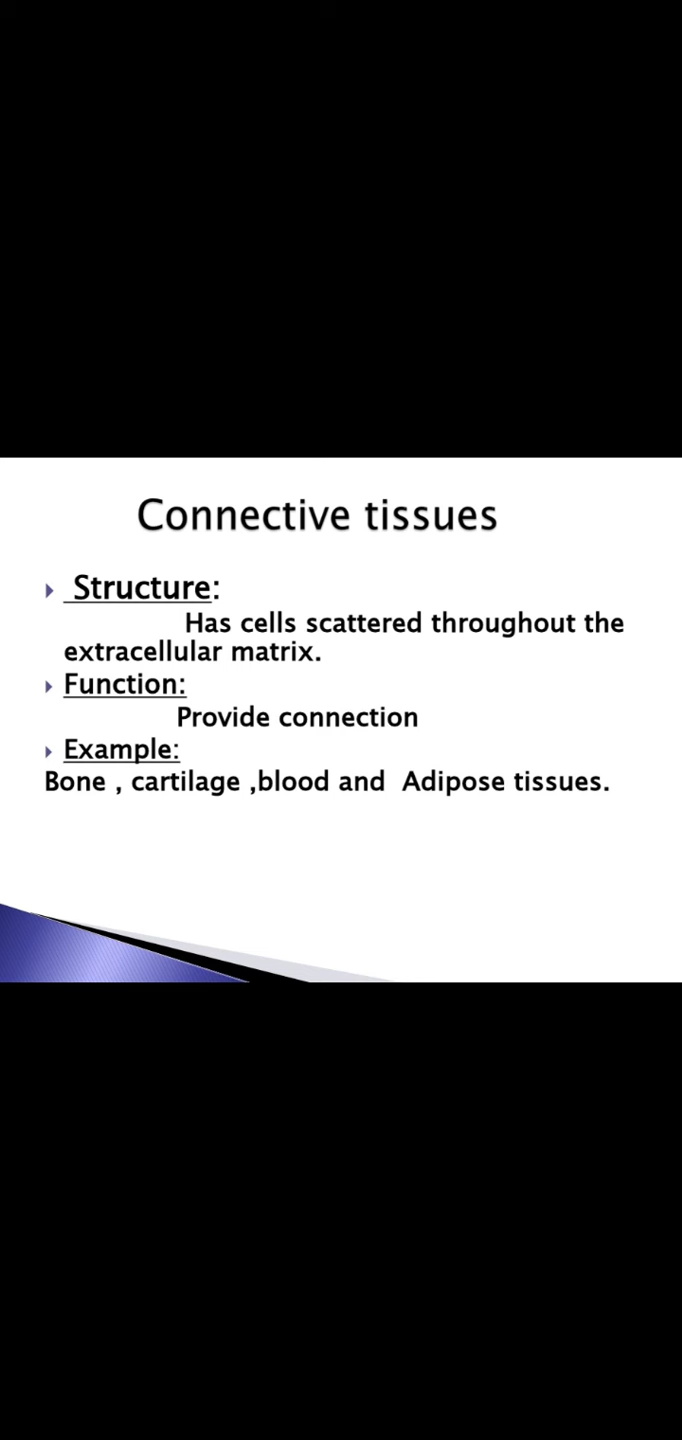 Connective tissues
Structure:
Has cells scattered throughout the
extracellular matrix.
Function:
Provide connection
Example:
Bone , cartilage ,blood and  Adipose tissues.